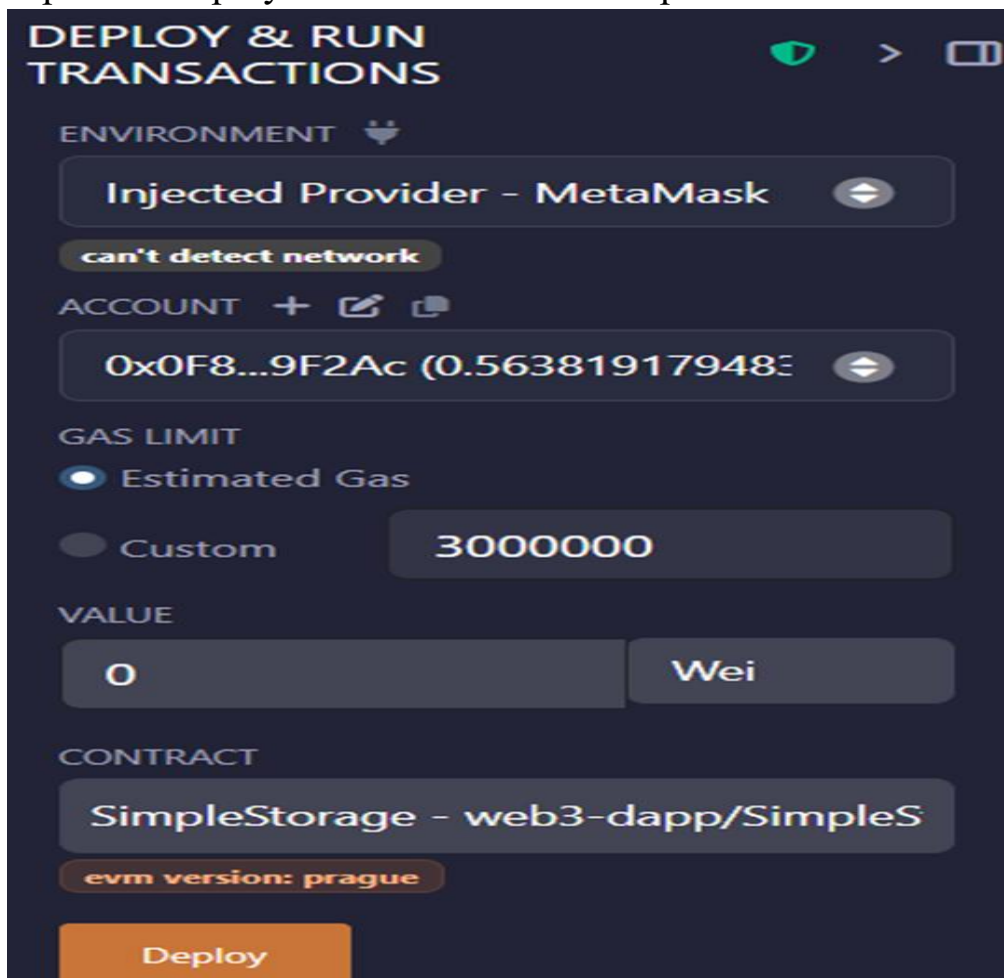 DEPLOY & RUN
TRANSACTIONS
ENVIRONMENT
Injected Provider - MetaMask
can't detect network
ACCOUNT
0x0F8...9F2Ac (0.563819179483
GAS LIMIT
Estimated Gas
Custom 3000000
VALUE
0 Wei
CONTRACT
SimpleStorage - web3-dapp/SimpleS
evm version: prague
Deploy